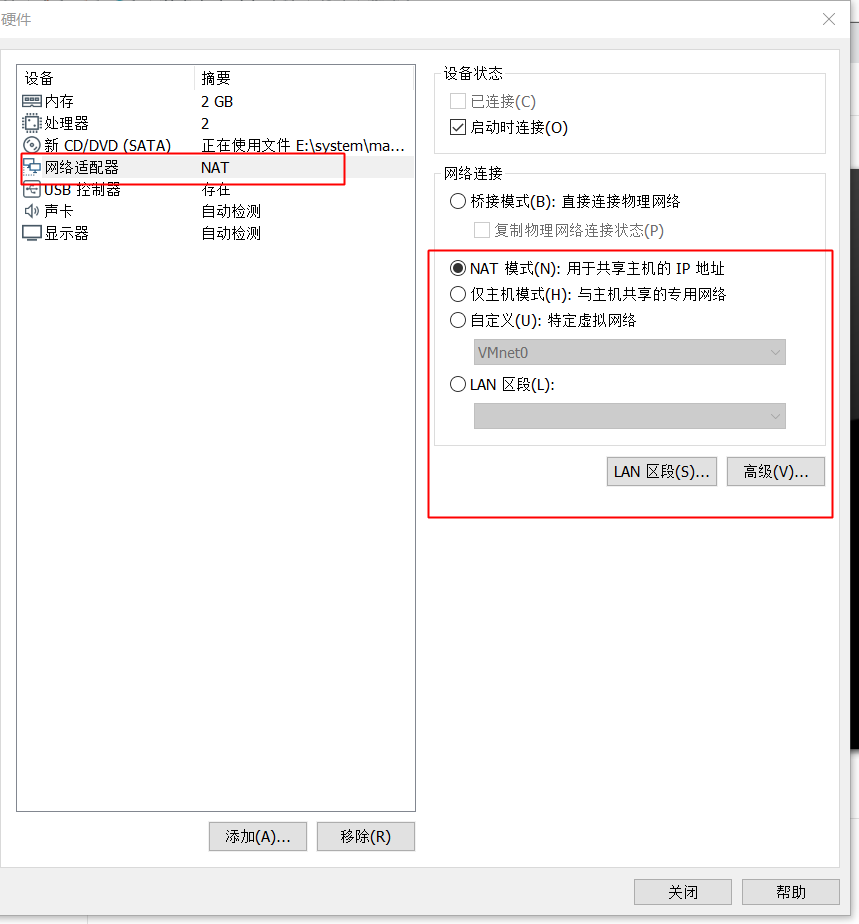 硬件
设备 摘要
内存 2 GB
处理器 2
新 CD/DVD (SATA) 正在使用文件 E:\system\ma...
网络适配器 NAT
USB 控制器 存在
声卡 自动检测
显示器 自动检测
添加(A)... 移除(R)
设备状态
已连接(C)
启动时连接(O)
网络连接
桥接模式(B): 直接连接物理网络
复制物理网络连接状态(P)
NAT 模式(N): 用于共享主机的 IP 地址
仅主机模式(H): 与主机共享的专用网络
自定义(U): 特定虚拟网络
VMnet0
LAN 区段(L):
LAN 区段(S)... 高级(V)...
关闭 帮助